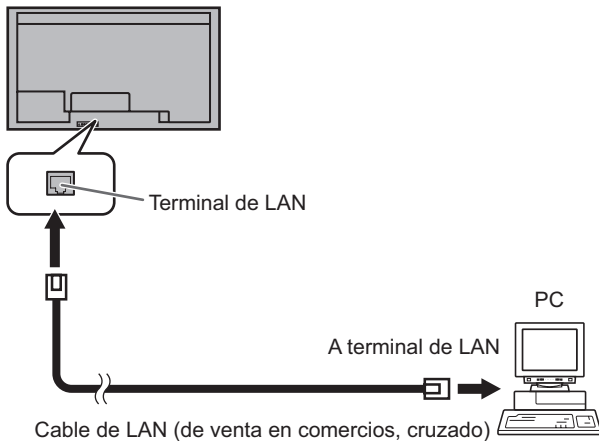 Terminal de LAN
PC
A terminal de LAN
Cable de LAN (de venta en comercios, cruzado)